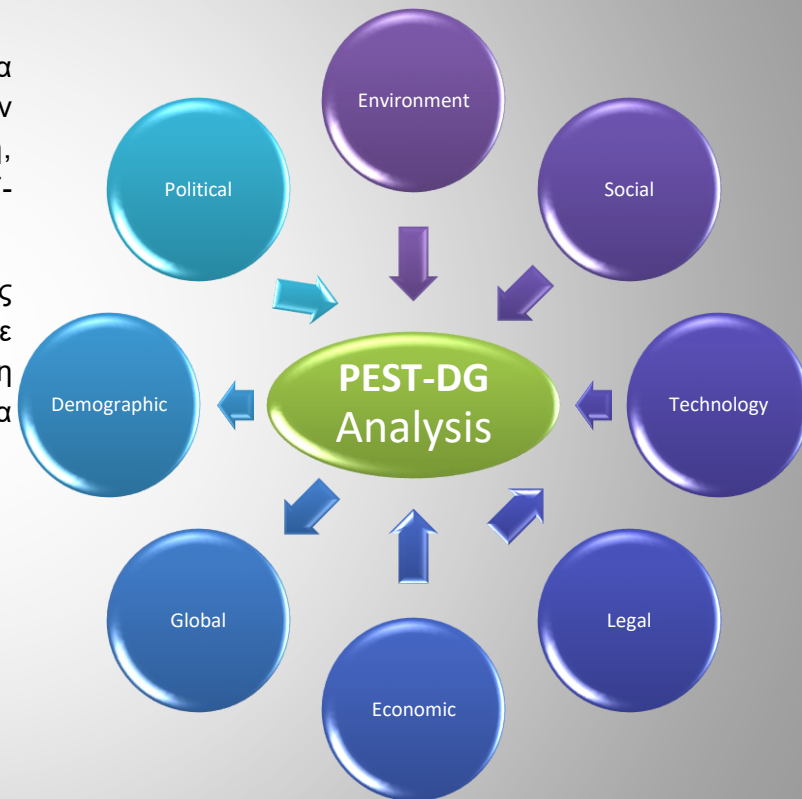 α
ν
ς
ε
η
α
Environment
Political
Social
PEST-DG
Analysis
Demographic
Technology
Global
Legal
Economic